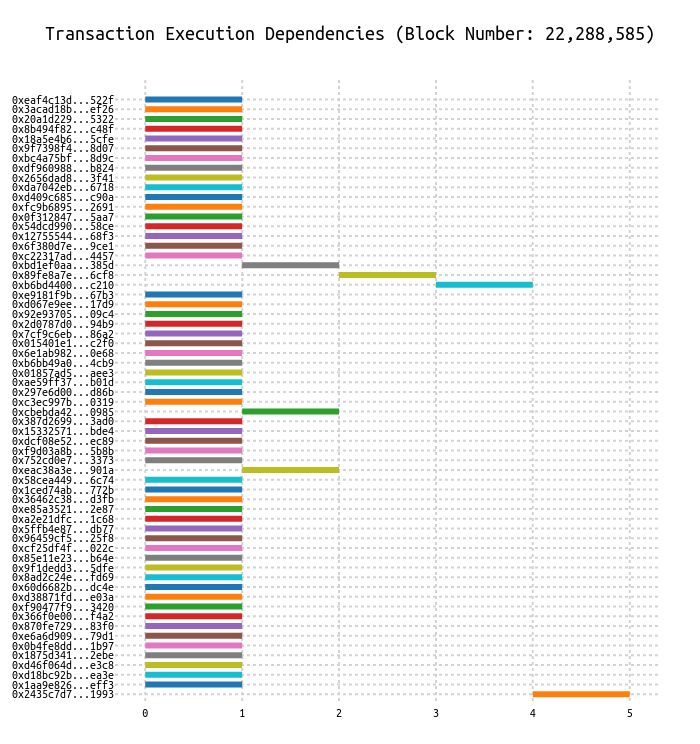 Transaction Execution Dependencies (Block Number: 22,288,585)
0xeaf4c13d...522f
0x3acad18b...ef26
0x20a1d229...5322
0x8b494f82...c48f
0x18a5e4b6...5cfe
0x9f7398f4...8d07
0xbc4a75bf...8d9c
0xdf960988...b824
0x2656dad8...3f41
0xda7042eb...6718
0xd409c685...c90a
0xfc9b6895...2691
0x0f312847...5aa7
0x54dcd990...58ce
0x12755544...68f3
0x6f380d7e...9ce1
0xc22317ad...4457
0xbd1ef0aa...385d
0x89fe8a7e...6cf8
0xb6bd4400...c210
0xe9181f9b...67b3
0xd067e9ee...17d9
0x92e93705...09c4
0x2d0787d0...94b9
0x7cf9c6eb...86a2
0x015401e1...c2f0
0x6e1ab982...0e68
0xb6bb49a0...4cb9
0x01857ad5...aee3
0xae59ff37...b01d
0x297e6d00...d86b
0xc3ec997b...0319
0xcbebda42...0985
0x387d2699...3ad0
0x15332571...bde4
0xdcf08e52...ec89
0xf9d03a8b...5b8b
0x752cd0e7...3373
0xeac38a3e...901a
0x58cea449...6c74
0x1ced74ab...772b
0x36462c38...d3fb
0xe85a3521...2e87
0xa2e21dfc...1c68
0x5ffb4e87...db77
0x96459cf5...25f8
0xcf25df4f...022c
0x85e11e23...b64e
0x9f1dedd3...5dfe
0x8ad2c24e...fd69
0x60d6682b...dc4e
0xd38871fd...e03a
0xf90477f9...3420
0x366f0e00...f4a2
0x870fe729...83f0
0xe6a6d909...79d1
0x0b4fe8dd...1b97
0x1875d341...2ebe
0xd46f064d...e3c8
0xd18bc92b...ea3e
0x1aa9e826...eff3
0x2435c7d7...1993
0 1 2 3 4 5